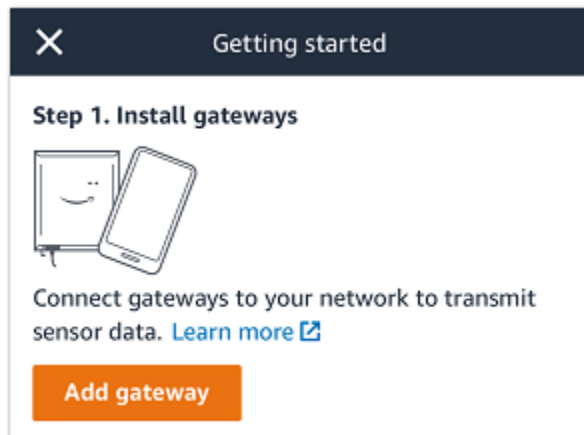 Getting started
Step 1. Install gateways
Connect gateways to your network to transmit
sensor data. Learn more
Add gateway